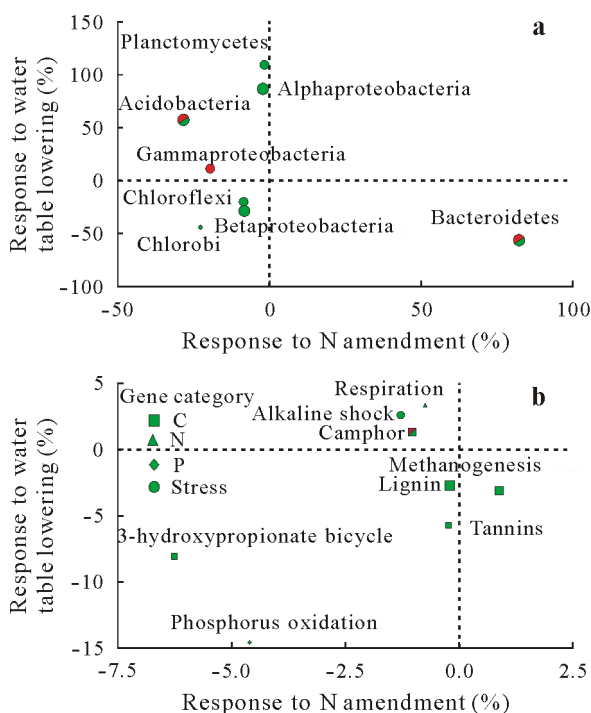 a
Response to water
table lowering (%)
150
100
50
0
-50
-100
Planctomycetes
Alphaproteobacteria
Acidobacteria
Gammaproteobacteria
Chloroflexi
Betaproteobacteria
Chlorobi
Bacteroidetes
-50
0
50
100
Response to N amendment (%)
b
Response to water
table lowering (%)
5
0
-5
-10
-15
Gene category
C
N
P
Stress
Respiration
Alkaline shock
Camphor
Methanogenesis
Lignin
Tannins
3-hydroxypropionate bicycle
Phosphorus oxidation
-7.5
-5.0
-2.5
0.0
2.5
Response to N amendment (%)